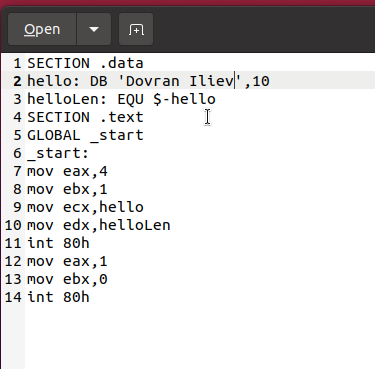 Open
1 SECTION .data
2 hello: DB 'Dovran Iliev',10
3 helloLen: EQU $-hello
4 SECTION .text
5 GLOBAL _start
6 _start:
7 mov eax,4
8 mov ebx,1
9 mov ecx,hello
10 mov edx,helloLen
11 int 80h
12 mov eax,1
13 mov ebx,0
14 int 80h